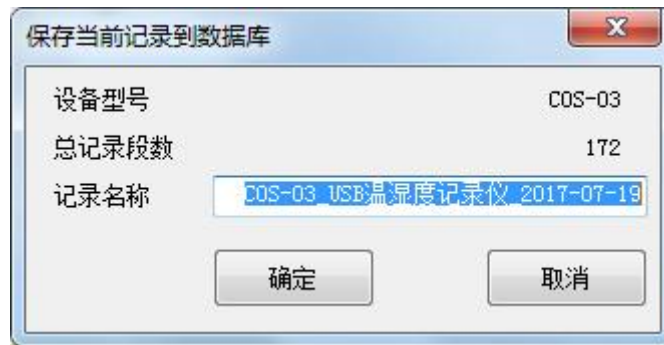 保存当前记录到数据库
设备型号 COS-03
总记录段数 172
记录名称 COS-03_USB温湿度记录仪_2017-07-19
确定 取消